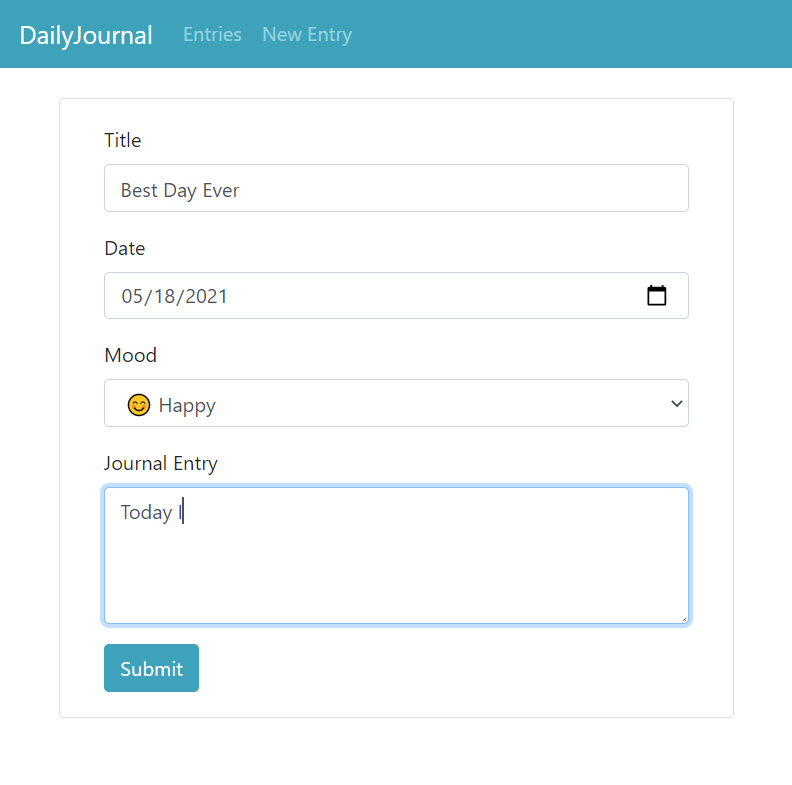 DailyJournal Entries New Entry
Title
Best Day Ever
Date
05/18/2021
Mood
😊 Happy
Journal Entry
Today I
Submit